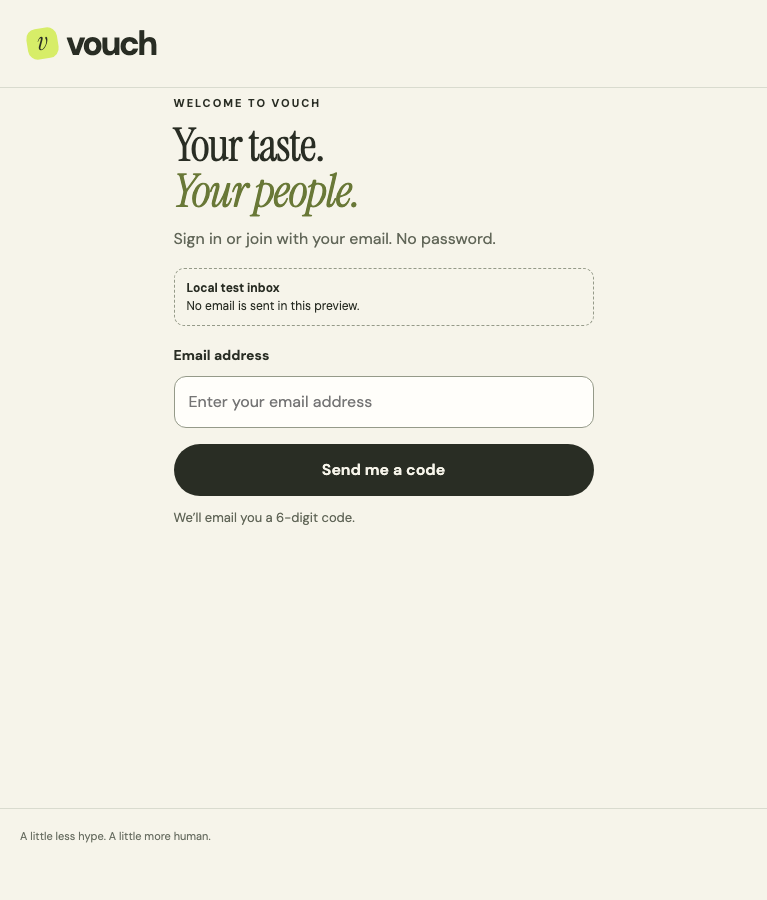 v vouch
WELCOME TO VOUCH
Your taste.
Your people.
Sign in or join with your email. No password.
Local test inbox
No email is sent in this preview.
Email address
Enter your email address
Send me a code
We’ll email you a 6-digit code.
A little less hype. A little more human.